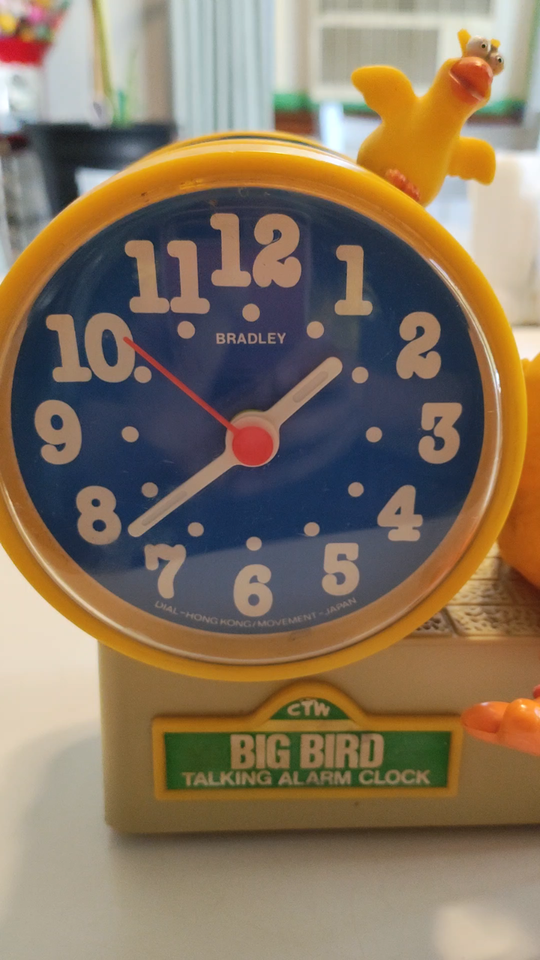 12
11
1
10
2
BRADLEY
9
3
8
4
7
5
6
DIAL-HONG KONG/MOVEMENT-JAPAN
CTW
BIG BIRD
TALKING ALARM CLOCK